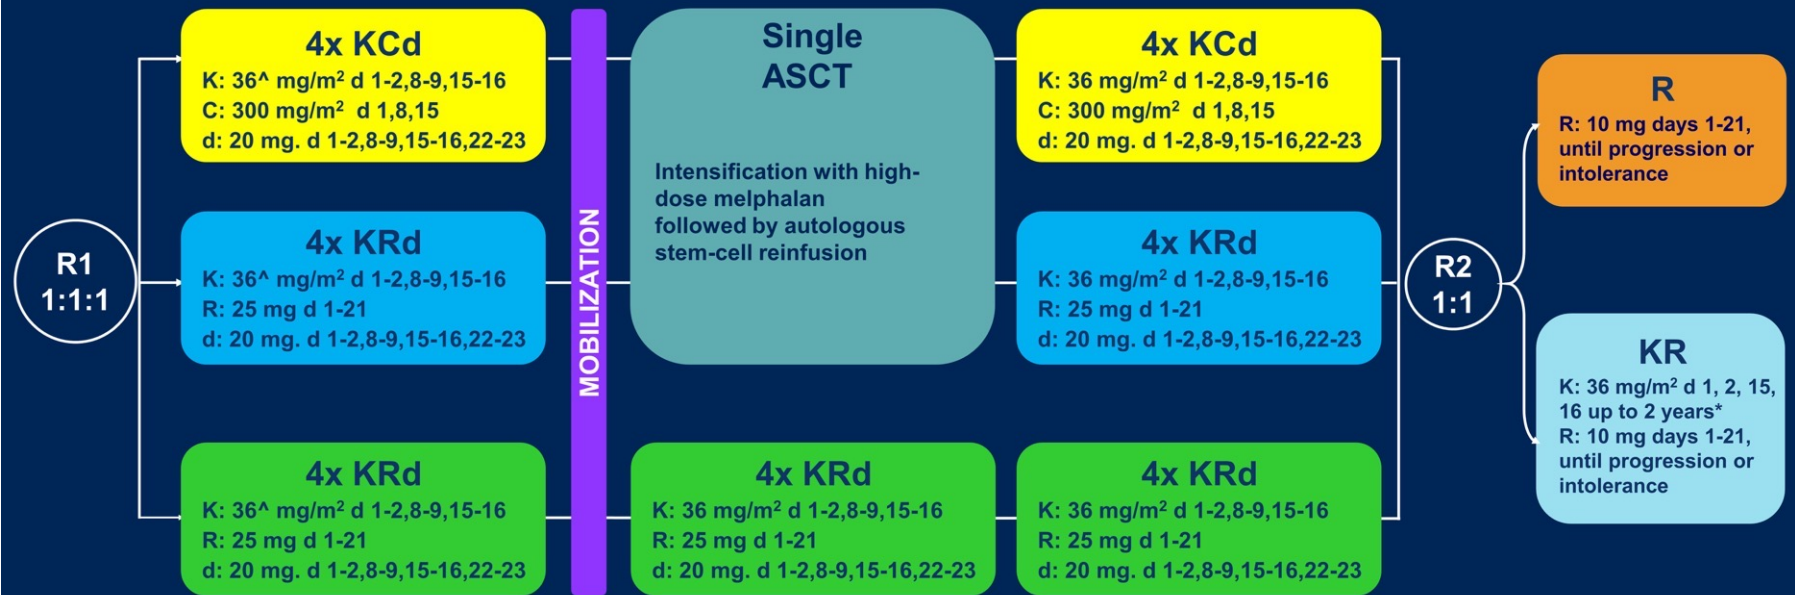 R1
1:1:1
4x KCd
K: 36^ mg/m² d 1-2,8-9,15-16
C: 300 mg/m²  d 1,8,15
d: 20 mg. d 1-2,8-9,15-16,22-23
4x KRd
K: 36^ mg/m² d 1-2,8-9,15-16
R: 25 mg d 1-21
d: 20 mg. d 1-2,8-9,15-16,22-23
4x KRd
K: 36^ mg/m² d 1-2,8-9,15-16
R: 25 mg d 1-21
d: 20 mg. d 1-2,8-9,15-16,22-23
MOBILIZATION
Single
ASCT
Intensification with high-
dose melphalan
followed by autologous
stem-cell reinfusion
4x KRd
K: 36 mg/m² d 1-2,8-9,15-16
R: 25 mg d 1-21
d: 20 mg. d 1-2,8-9,15-16,22-23
4x KCd
K: 36 mg/m² d 1-2,8-9,15-16
C: 300 mg/m²  d 1,8,15
d: 20 mg. d 1-2,8-9,15-16,22-23
4x KRd
K: 36 mg/m² d 1-2,8-9,15-16
R: 25 mg d 1-21
d: 20 mg. d 1-2,8-9,15-16,22-23
4x KRd
K: 36 mg/m² d 1-2,8-9,15-16
R: 25 mg d 1-21
d: 20 mg. d 1-2,8-9,15-16,22-23
R2
1:1
R
R: 10 mg days 1-21,
until progression or
intolerance
KR
K: 36 mg/m² d 1, 2, 15,
16 up to 2 years*
R: 10 mg days 1-21,
until progression or
intolerance